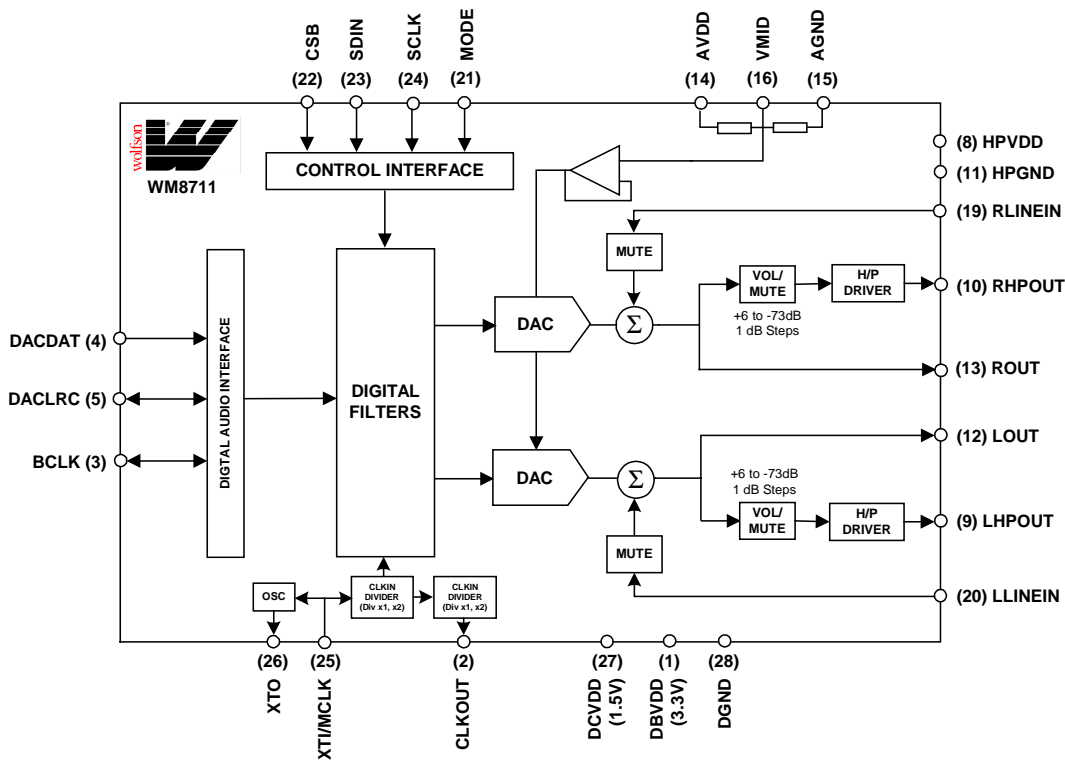 CSB
SDIN
SCLK
MODE
AVDD
VMID
AGND
(22)
(23)
(24)
(21)
(14)
(16)
(15)
wolfson
WM8711
CONTROL INTERFACE
(8) HPVDD
(11) HPGND
(19) RLINEIN
MUTE
VOL/
MUTE
H/P
DRIVER
(10) RHPOUT
+6 to -73dB
1 dB Steps
DAC
Σ
DACDAT (4)
(13) ROUT
DACLRC (5)
DIGTAL AUDIO INTERFACE
DIGITAL
FILTERS
(12) LOUT
BCLK (3)
DAC
Σ
+6 to -73dB
1 dB Steps
VOL/
MUTE
H/P
DRIVER
(9) LHPOUT
MUTE
OSC
CLKIN
DIVIDER
(Div x1, x2)
CLKIN
DIVIDER
(Div x1, x2)
(20) LLINEIN
(26)
(25)
(2)
(27)
(1)
(28)
XTO
XTI/MCLK
CLKOUT
DCVDD
(1.5V)
DBVDD
(3.3V)
DGND